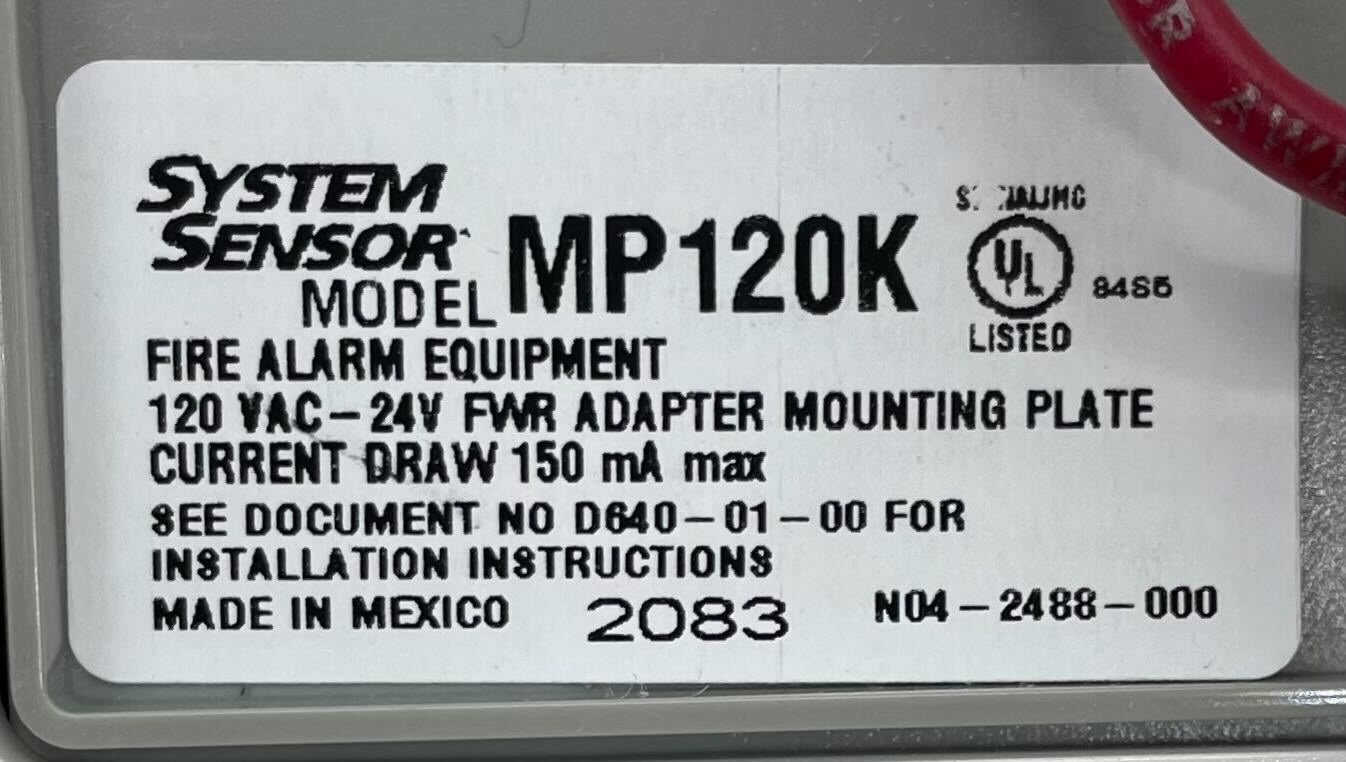 SYSTEM
SENSOR
MODEL MP120K
UL
84S5
LISTED
FIRE ALARM EQUIPMENT
120 VAC-24V FWR ADAPTER MOUNTING PLATE
CURRENT DRAW 150 mA max
SEE DOCUMENT NO D640-01-00 FOR
INSTALLATION INSTRUCTIONS
MADE IN MEXICO 2083 N04-2488-000